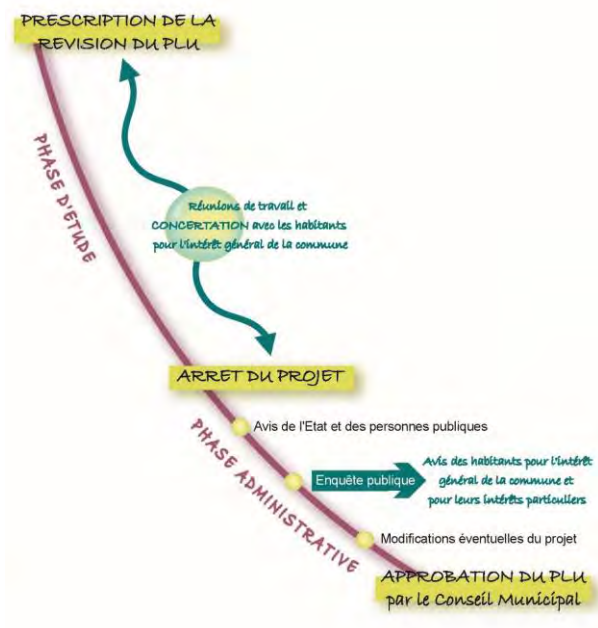 PRESCRIPTION DE LA
REVISION DU PLU
PHASE D'ETUDE
Réunions de travail et
CONCERTATION avec les habitants
pour l'intérêt général de la commune
ARRET DU PROJET
PHASE ADMINISTRATIVE
Avis de l'Etat et des personnes publiques
Enquête publique
Avis des habitants pour l'intérêt
général de la commune et
pour leurs intérêts particuliers
Modifications éventuelles du projet
APPROBATION DU PLU
par le Conseil Municipal